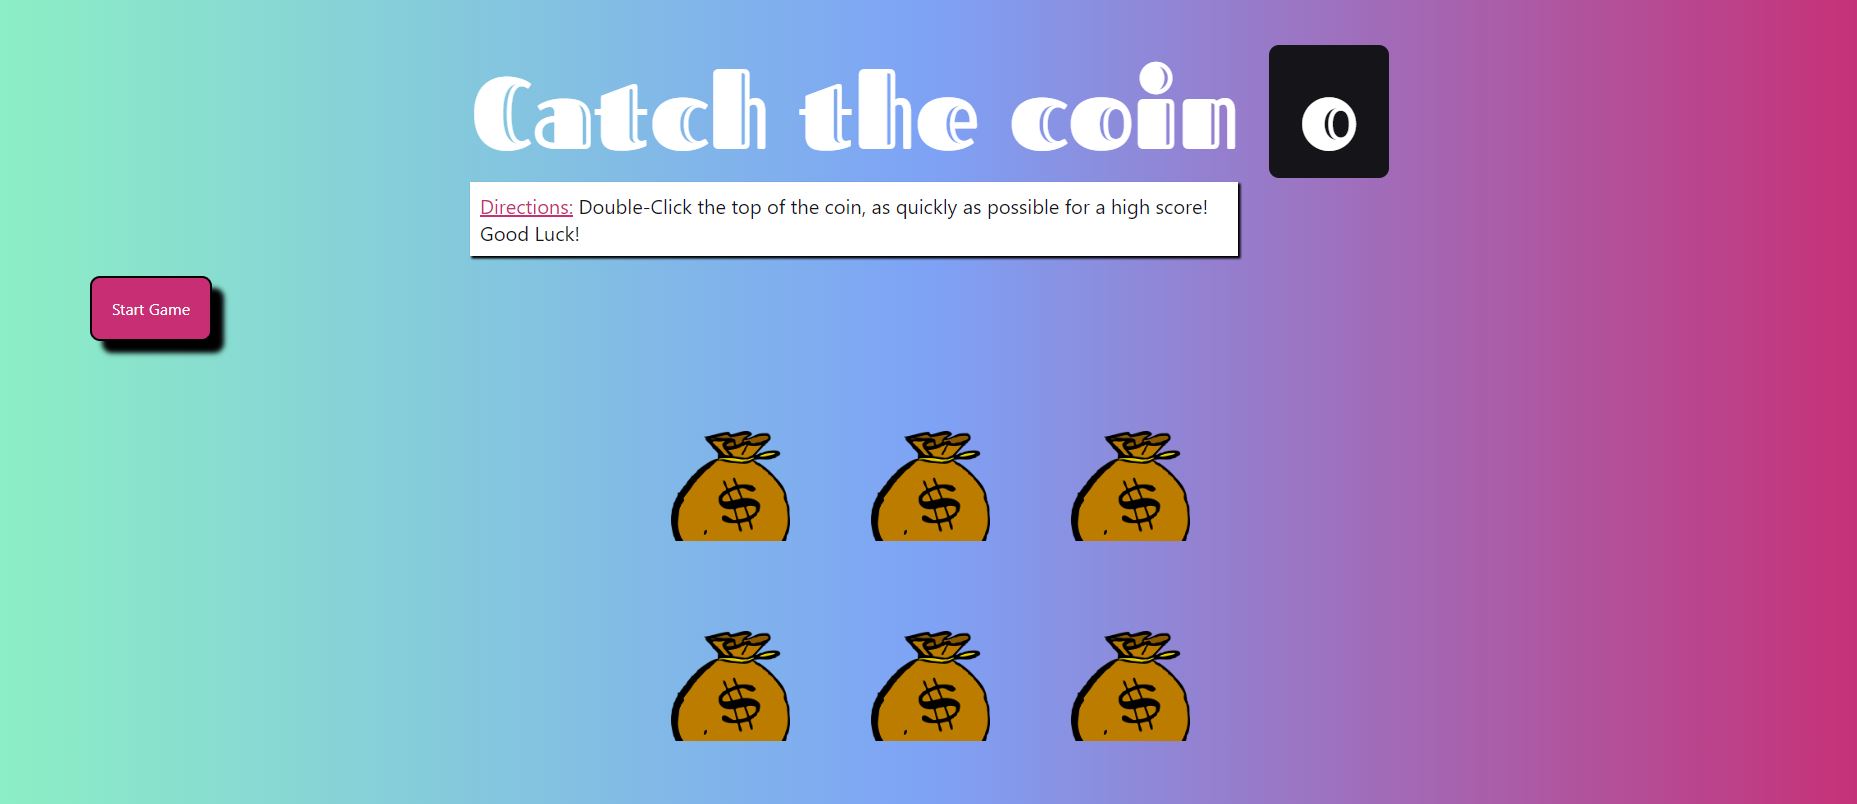 Catch the coin 0
Directions: Double-Click the top of the coin, as quickly as possible for a high score!
Good Luck!
Start Game
$ $ $
$ $ $